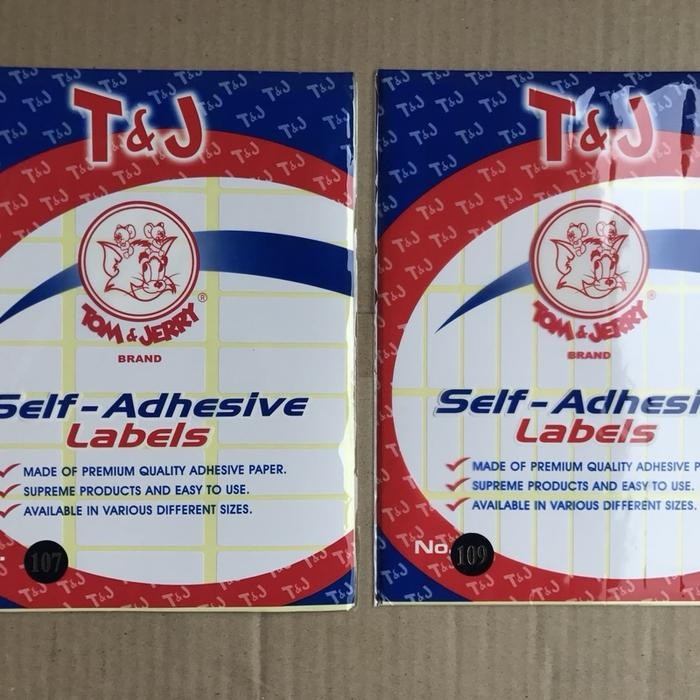 T&J
TOM & JERRY ®
BRAND
Self-Adhesive
Labels
MADE OF PREMIUM QUALITY ADHESIVE PAPER.
SUPREME PRODUCTS AND EASY TO USE.
AVAILABLE IN VARIOUS DIFFERENT SIZES.
107
T&J
TOM & JERRY ®
BRAND
Self-Adhesi
Labels
MADE OF PREMIUM QUALITY ADHESIVE P
SUPREME PRODUCTS AND EASY TO USE.
AVAILABLE IN VARIOUS DIFFERENT SIZES.
No. 109